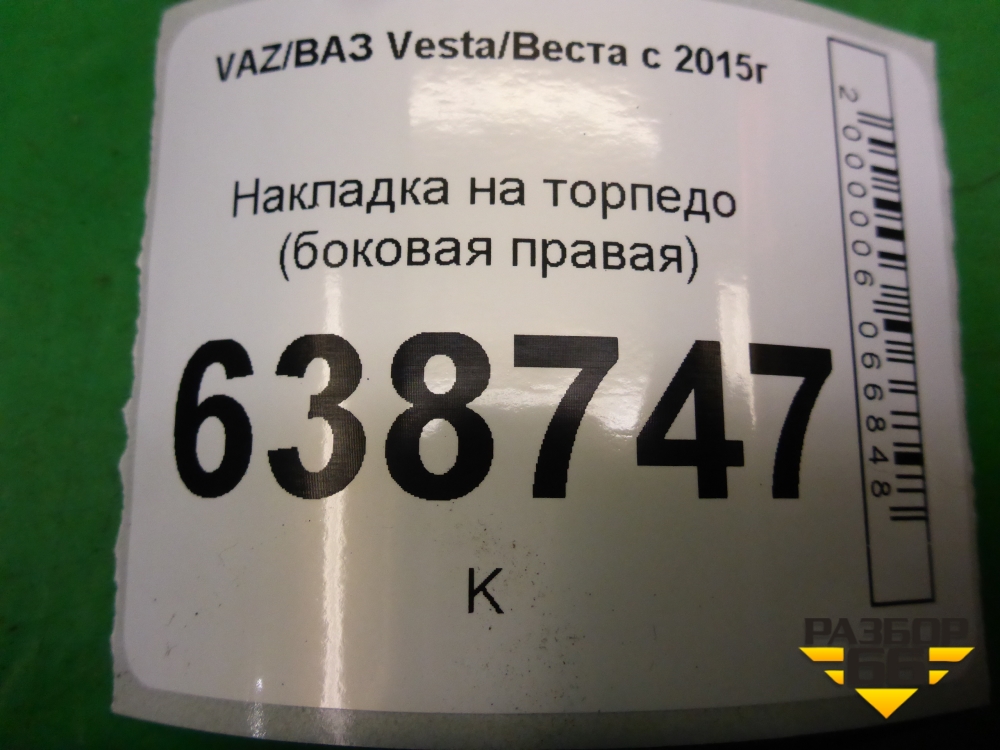 VAZ/ВАЗ Vesta/Веста с 2015г
Накладка на торпедо
(боковая правая)
638747
К
2000006066848
РАЗБОР
66